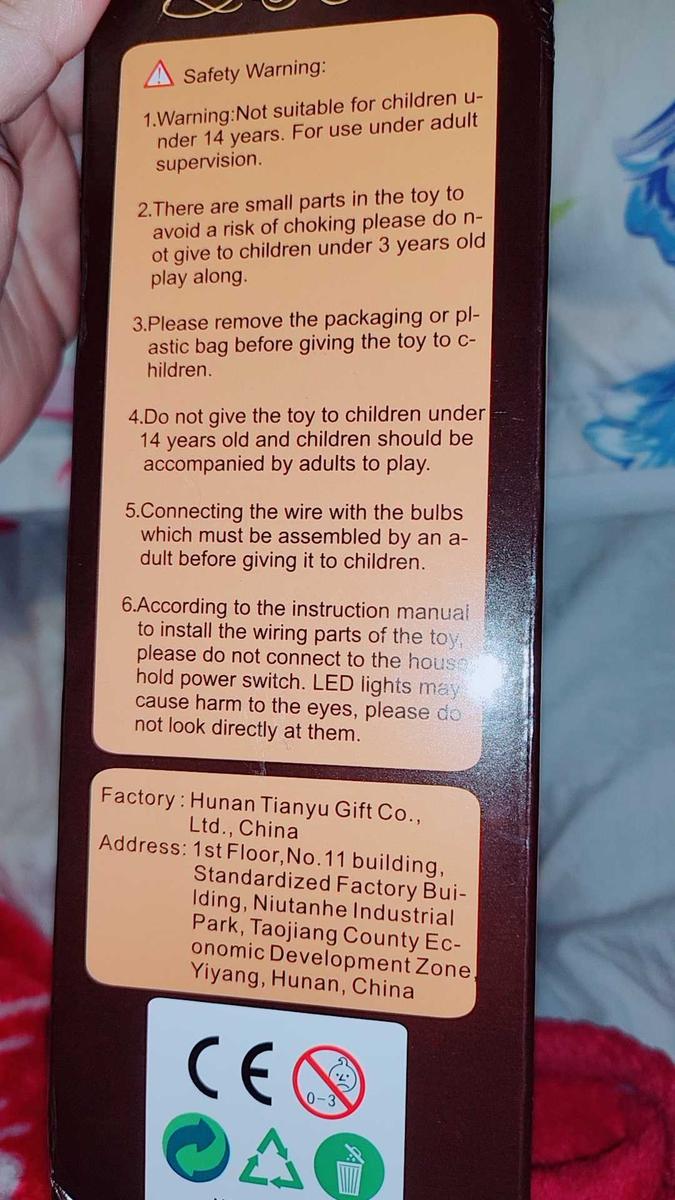 Safety Warning:
1.Warning:Not suitable for children u-
nder 14 years. For use under adult
supervision.
2.There are small parts in the toy to
avoid a risk of choking please do n-
ot give to children under 3 years old
play along.
3.Please remove the packaging or pl-
astic bag before giving the toy to c-
hildren.
4.Do not give the toy to children under
14 years old and children should be
accompanied by adults to play.
5.Connecting the wire with the bulbs
which must be assembled by an a-
dult before giving it to children.
6.According to the instruction manual
to install the wiring parts of the toy,
please do not connect to the house
hold power switch. LED lights may
cause harm to the eyes, please do
not look directly at them.
Factory : Hunan Tianyu Gift Co.,
Ltd., China
Address: 1st Floor,No.11 building,
Standardized Factory Bui-
lding, Niutanhe Industrial
Park, Taojiang County Ec-
onomic Development Zone,
Yiyang, Hunan, China
CE
0-3